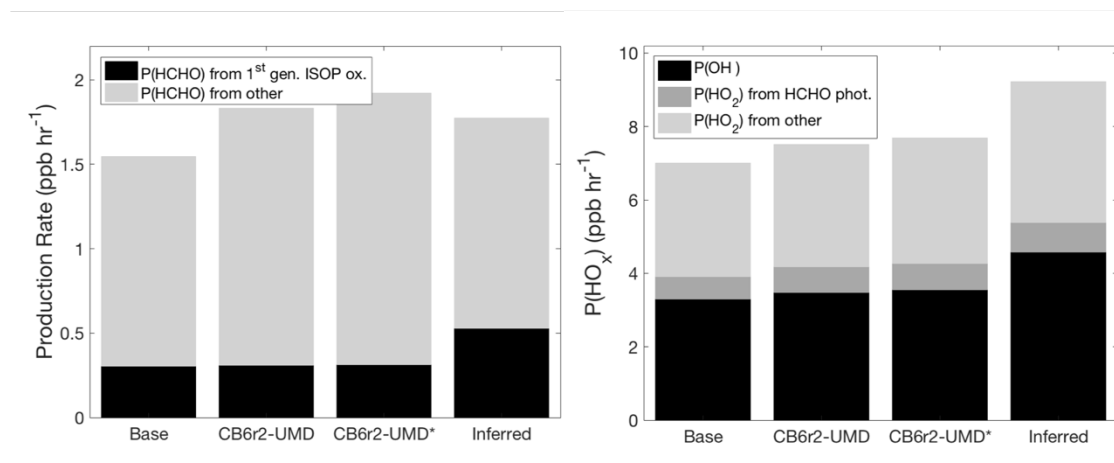 P(HCHO) from 1st gen. ISOP ox.
P(HCHO) from other
Production Rate (ppb hr-1)
2
1.5
1
0.5
0
Base CB6r2-UMD CB6r2-UMD* Inferred
P(OH )
P(HO2) from HCHO phot.
P(HO2) from other
P(HOx) (ppb hr-1)
10
8
6
4
2
0
Base CB6r2-UMD CB6r2-UMD* Inferred